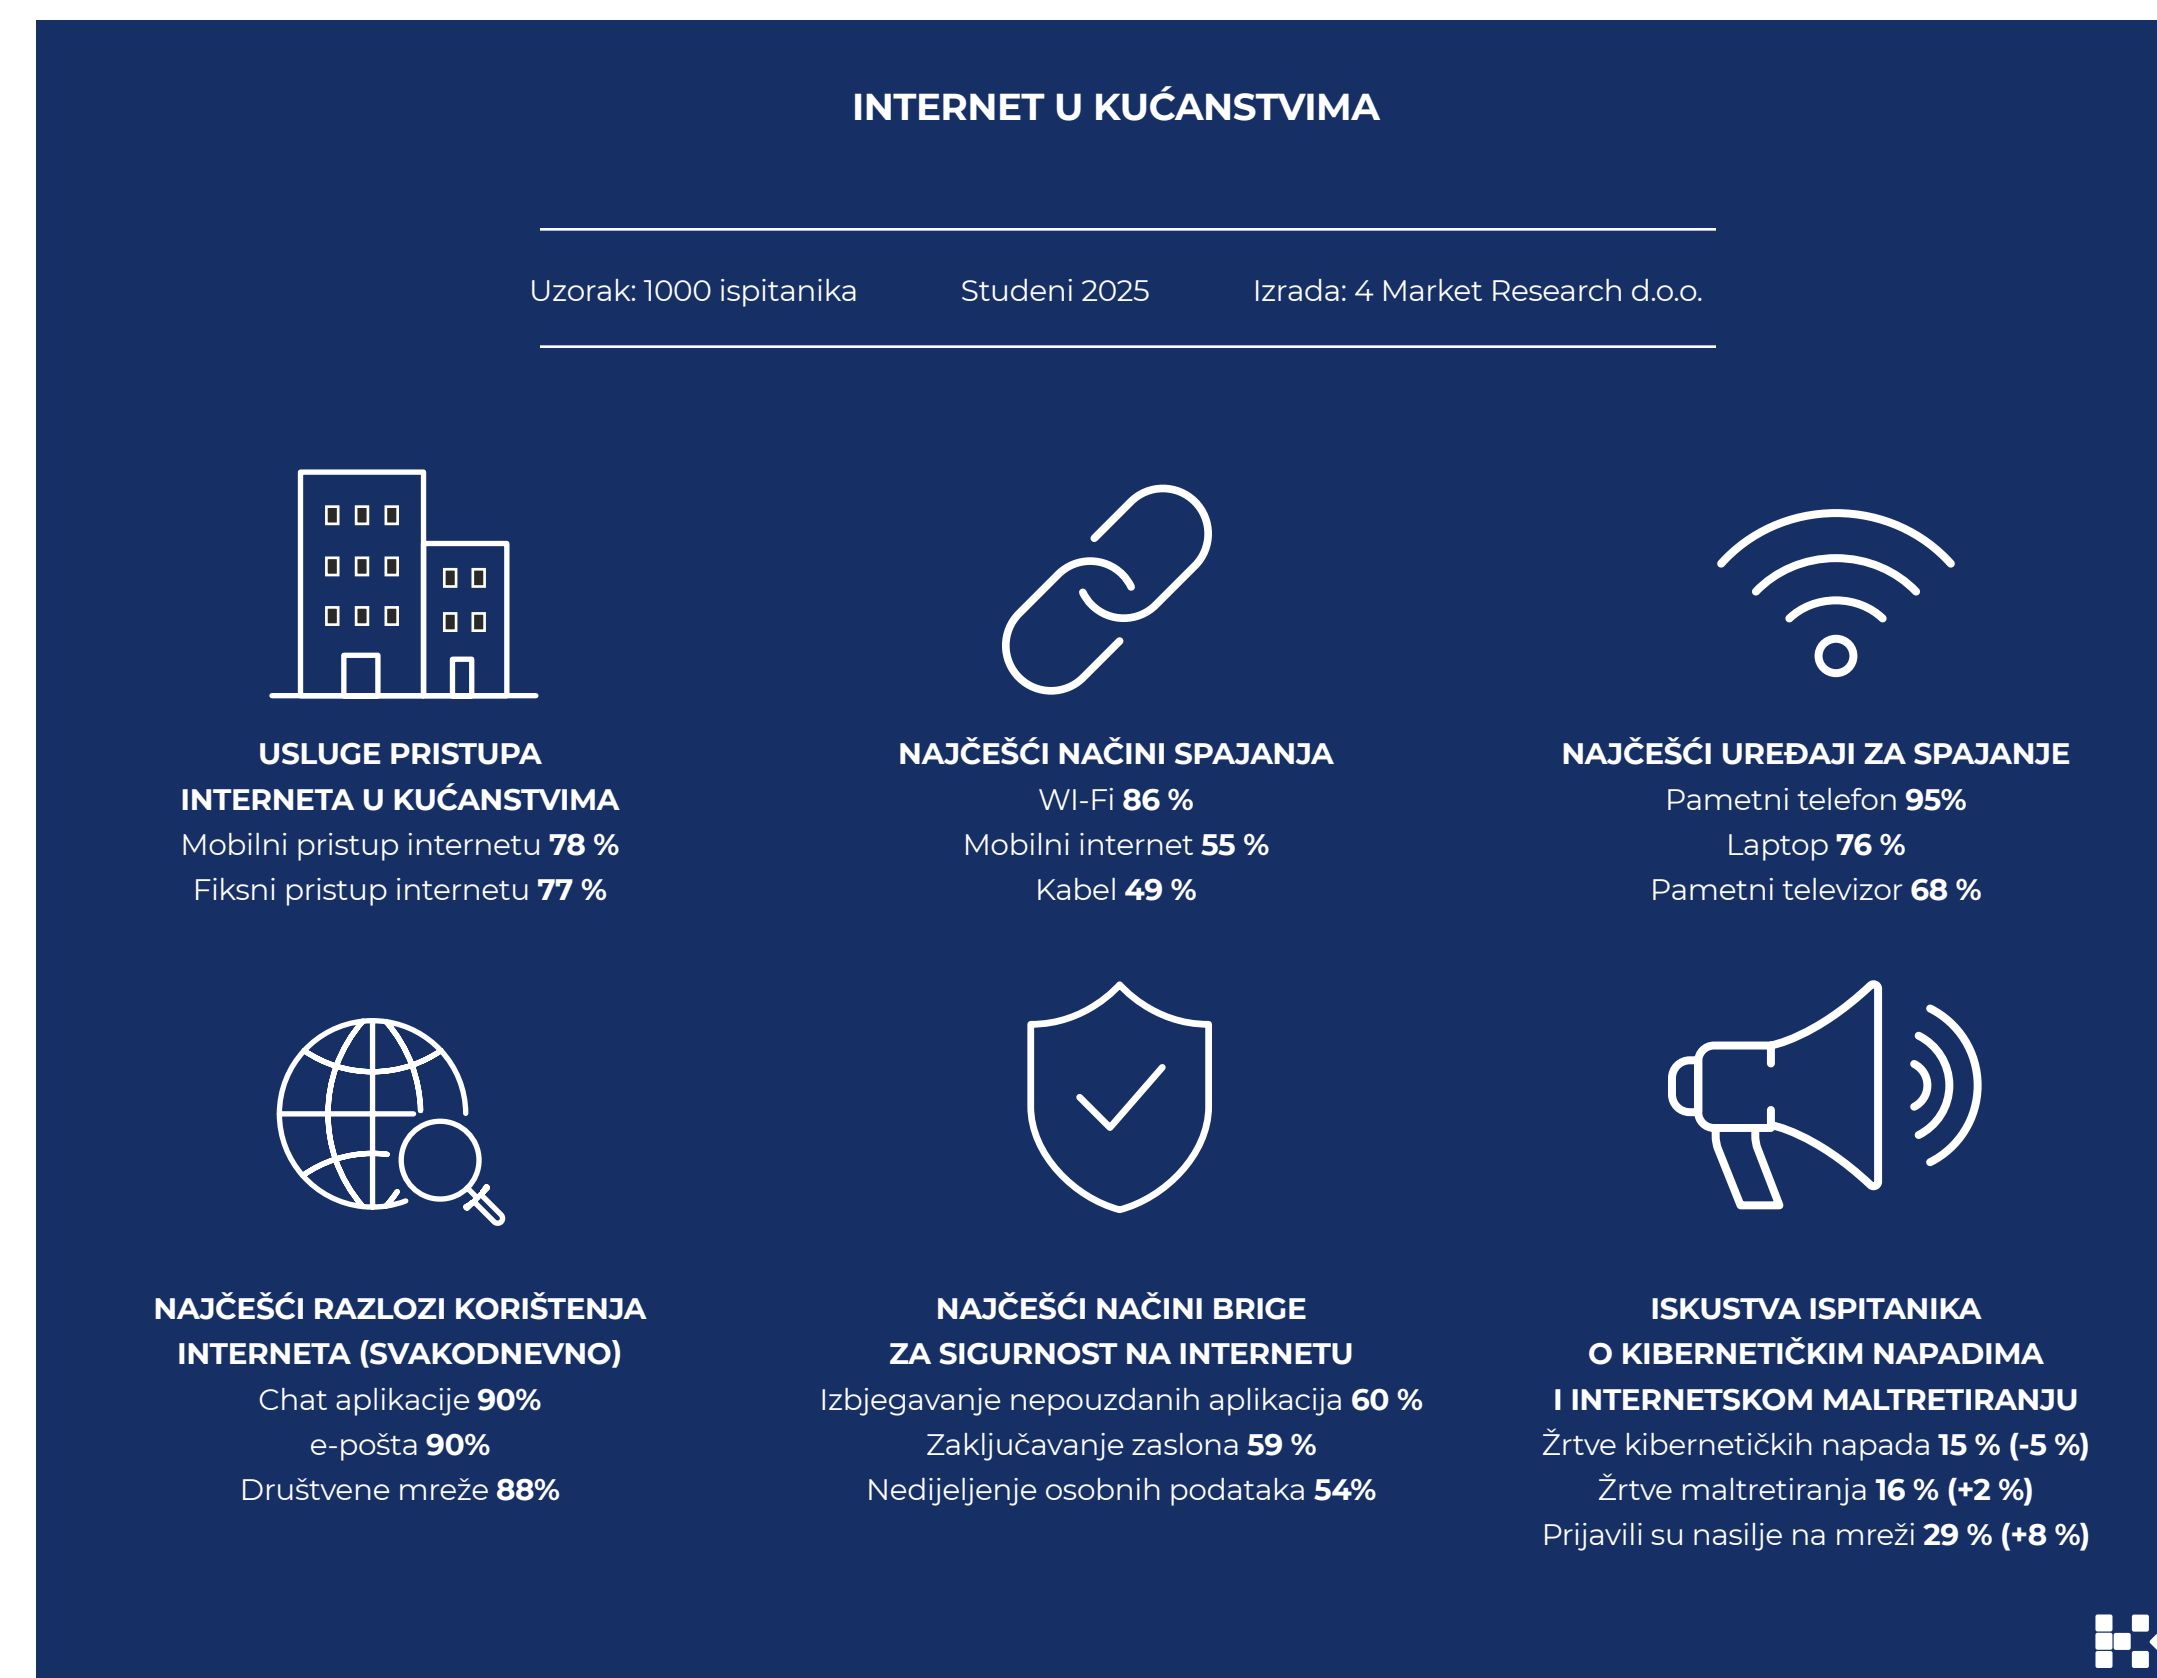 INTERNET U KUĆANSTVIMA
Uzorak: 1000 ispitanika
Studeni 2025
Izrada: 4 Market Research d.o.o.
USLUGE PRISTUPA
INTERNETA U KUĆANSTVIMA
Mobilni pristup internetu 78 %
Fiksni pristup internetu 77 %
NAJČEŠĆI NAČINI SPAJANJA
WI-Fi 86 %
Mobilni internet 55 %
Kabel 49 %
NAJČEŠĆI UREĐAJI ZA SPAJANJE
Pametni telefon 95%
Laptop 76 %
Pametni televizor 68 %
NAJČEŠĆI RAZLOZI KORIŠTENJA
INTERNETA (SVAKODNEVNO)
Chat aplikacije 90%
e-pošta 90%
Društvene mreže 88%
NAJČEŠĆI NAČINI BRIGE
ZA SIGURNOST NA INTERNETU
Izbjegavanje nepouzdanih aplikacija 60 %
Zaključavanje zaslona 59 %
Nedijeljenje osobnih podataka 54%
ISKUSTVA ISPITANIKA
O KIBERNETIČKIM NAPADIMA
I INTERNETSKOM MALTRETIRANJU
Žrtve kibernetičkih napada 15 % (-5 %)
Žrtve maltretiranja 16 % (+2 %)
Prijavili su nasilje na mreži 29 % (+8 %)